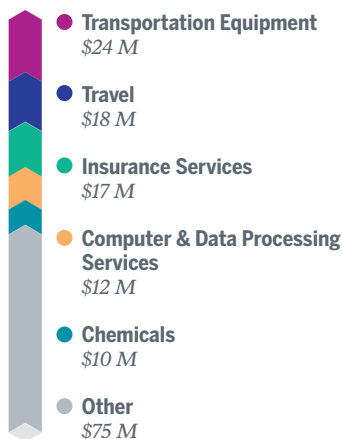 Transportation Equipment
$24 M
Travel
$18 M
Insurance Services
$17 M
Computer & Data Processing
Services
$12 M
Chemicals
$10 M
Other
$75 M